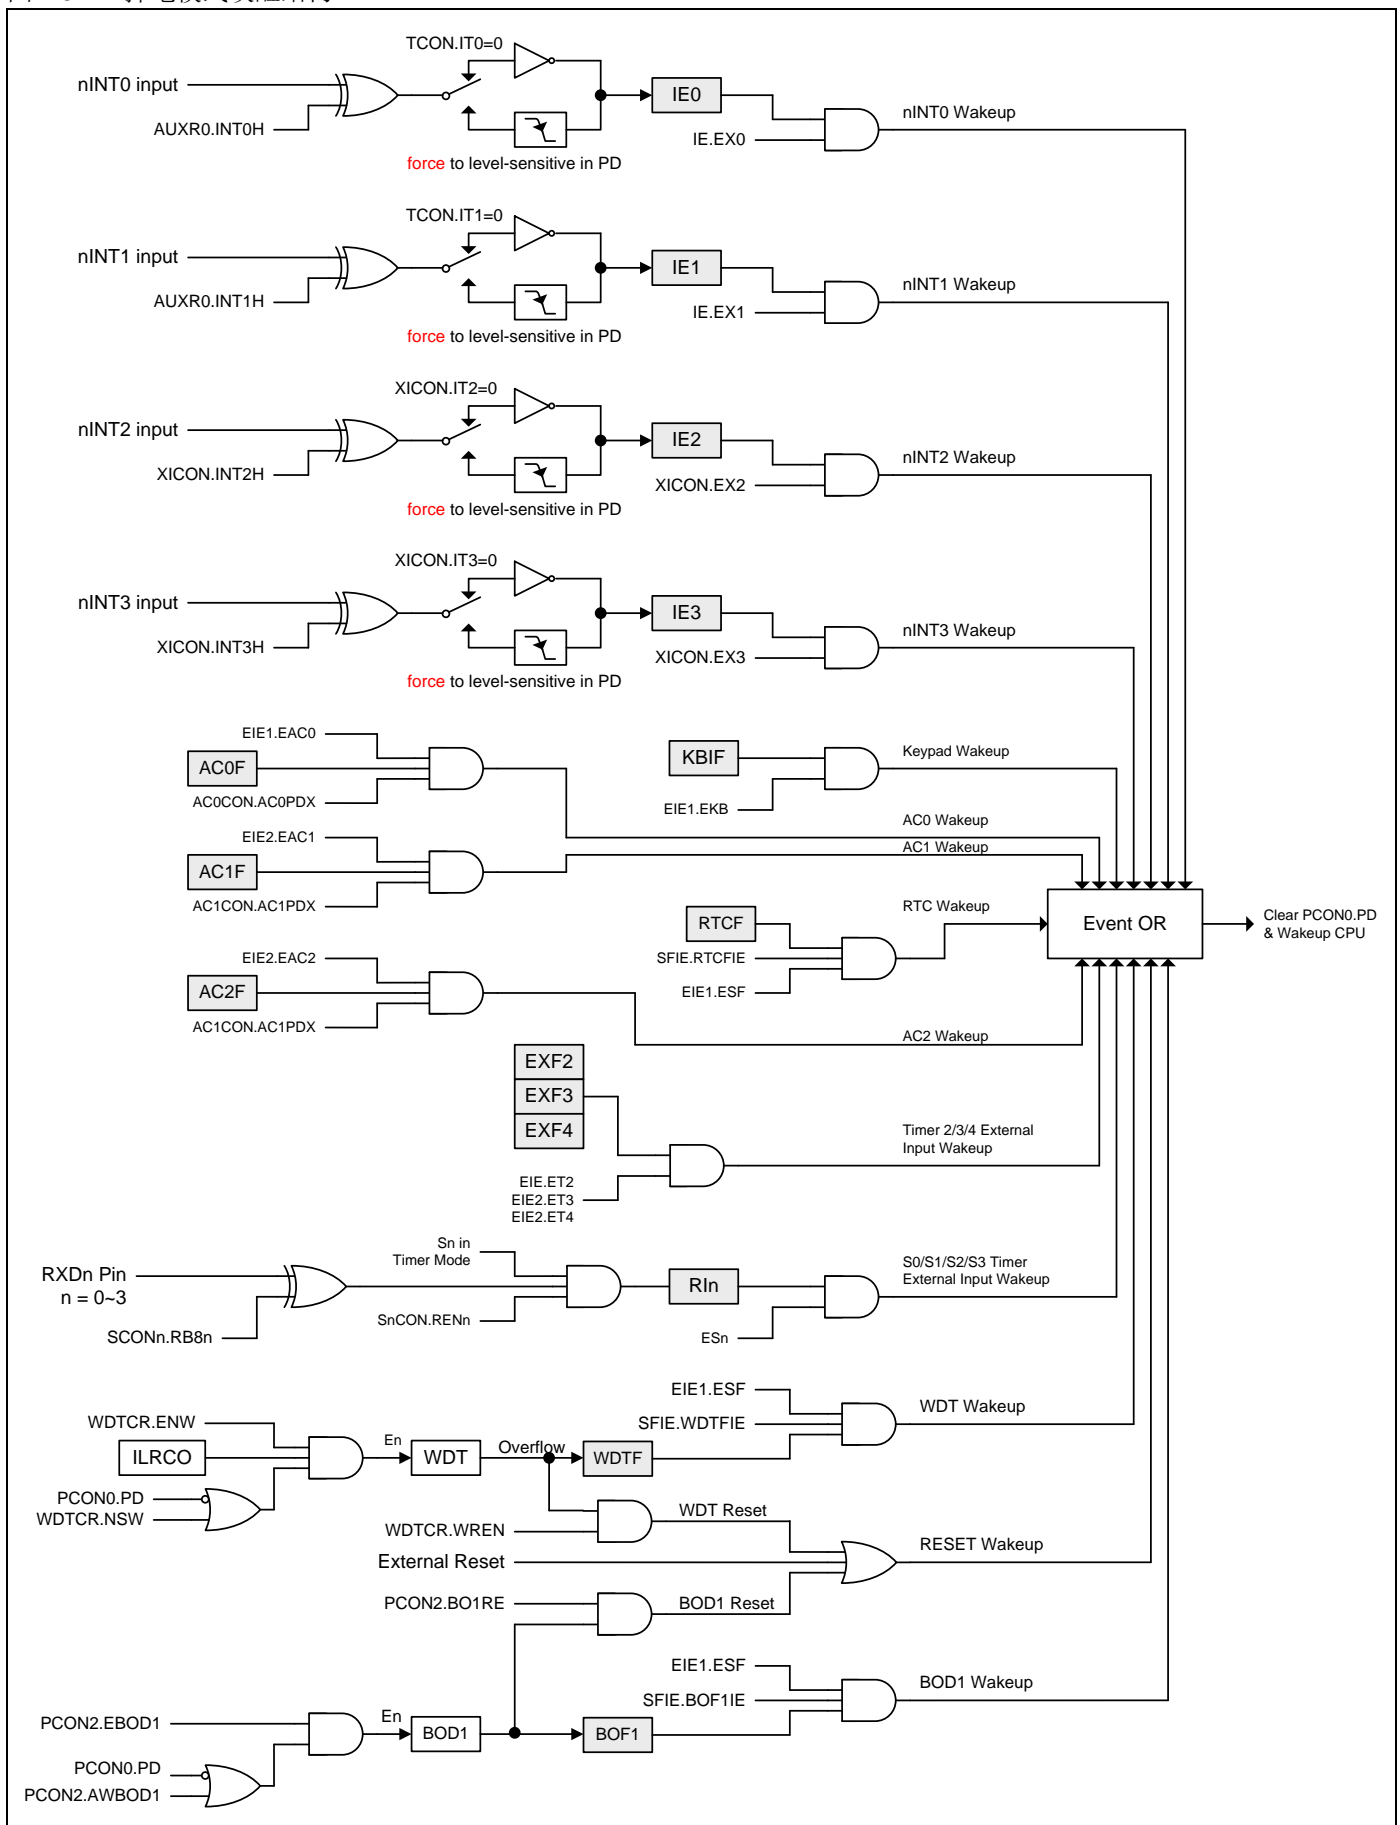 TCON.IT0=0
nINT0 input
AUXR0.INT0H
IE0
IE.EX0
nINT0 Wakeup
force to level-sensitive in PD
TCON.IT1=0
nINT1 input
AUXR0.INT1H
IE1
IE.EX1
nINT1 Wakeup
force to level-sensitive in PD
XICON.IT2=0
nINT2 input
XICON.INT2H
IE2
XICON.EX2
nINT2 Wakeup
force to level-sensitive in PD
XICON.IT3=0
nINT3 input
XICON.INT3H
IE3
XICON.EX3
nINT3 Wakeup
force to level-sensitive in PD
EIE1.EAC0
AC0F
AC0CON.AC0PDX
KBIF
EIE1.EKB
Keypad Wakeup
AC0 Wakeup
EIE2.EAC1
AC1F
AC1CON.AC1PDX
AC1 Wakeup
RTCF
SFIE.RTCFIE
EIE1.ESF
RTC Wakeup
Event OR
Clear PCON0.PD
& Wakeup CPU
EIE2.EAC2
AC2F
AC1CON.AC1PDX
AC2 Wakeup
EXF2
EXF3
EXF4
EIE.ET2
EIE2.ET3
EIE2.ET4
Timer 2/3/4 External
Input Wakeup
RXDn Pin
n = 0~3
SCONn.RB8n
Sn in
Timer Mode
SnCON.RENn
RIn
ESn
S0/S1/S2/S3 Timer
External Input Wakeup
WDTCR.ENW
ILRCO
PCON0.PD
WDTCR.NSW
En
WDT
Overflow
WDTF
EIE1.ESF
SFIE.WDTFIE
WDT Wakeup
WDTCR.WREN
WDT Reset
External Reset
RESET Wakeup
PCON2.BO1RE
BOD1 Reset
EIE1.ESF
SFIE.BOF1IE
BOD1 Wakeup
PCON2.EBOD1
PCON0.PD
PCON2.AWBOD1
En
BOD1
BOF1